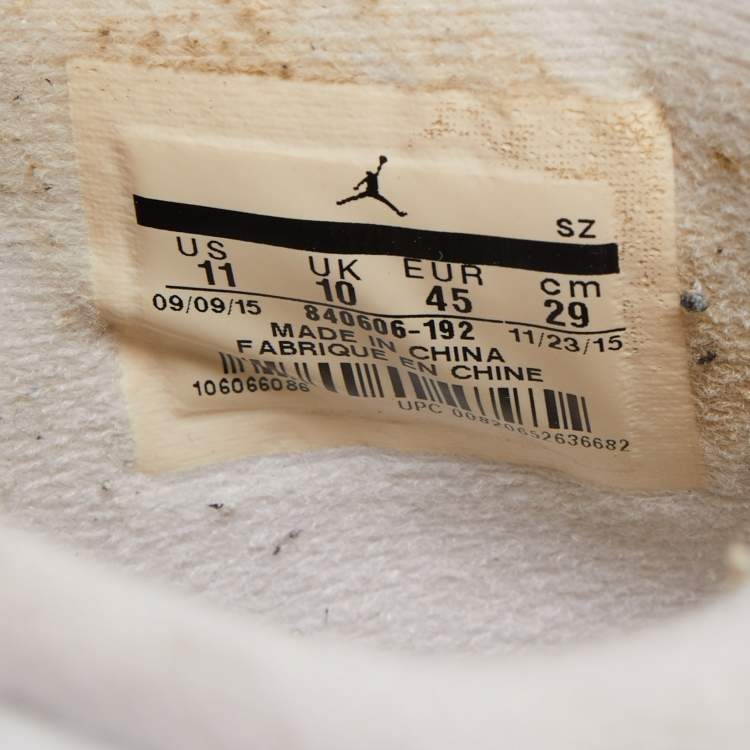 SZ
US UK EUR cm
11 10 45 29
09/09/15 840606-192 11/23/15
MADE IN CHINA
FABRIQUE EN CHINE
106066086
UPC 00820652636682